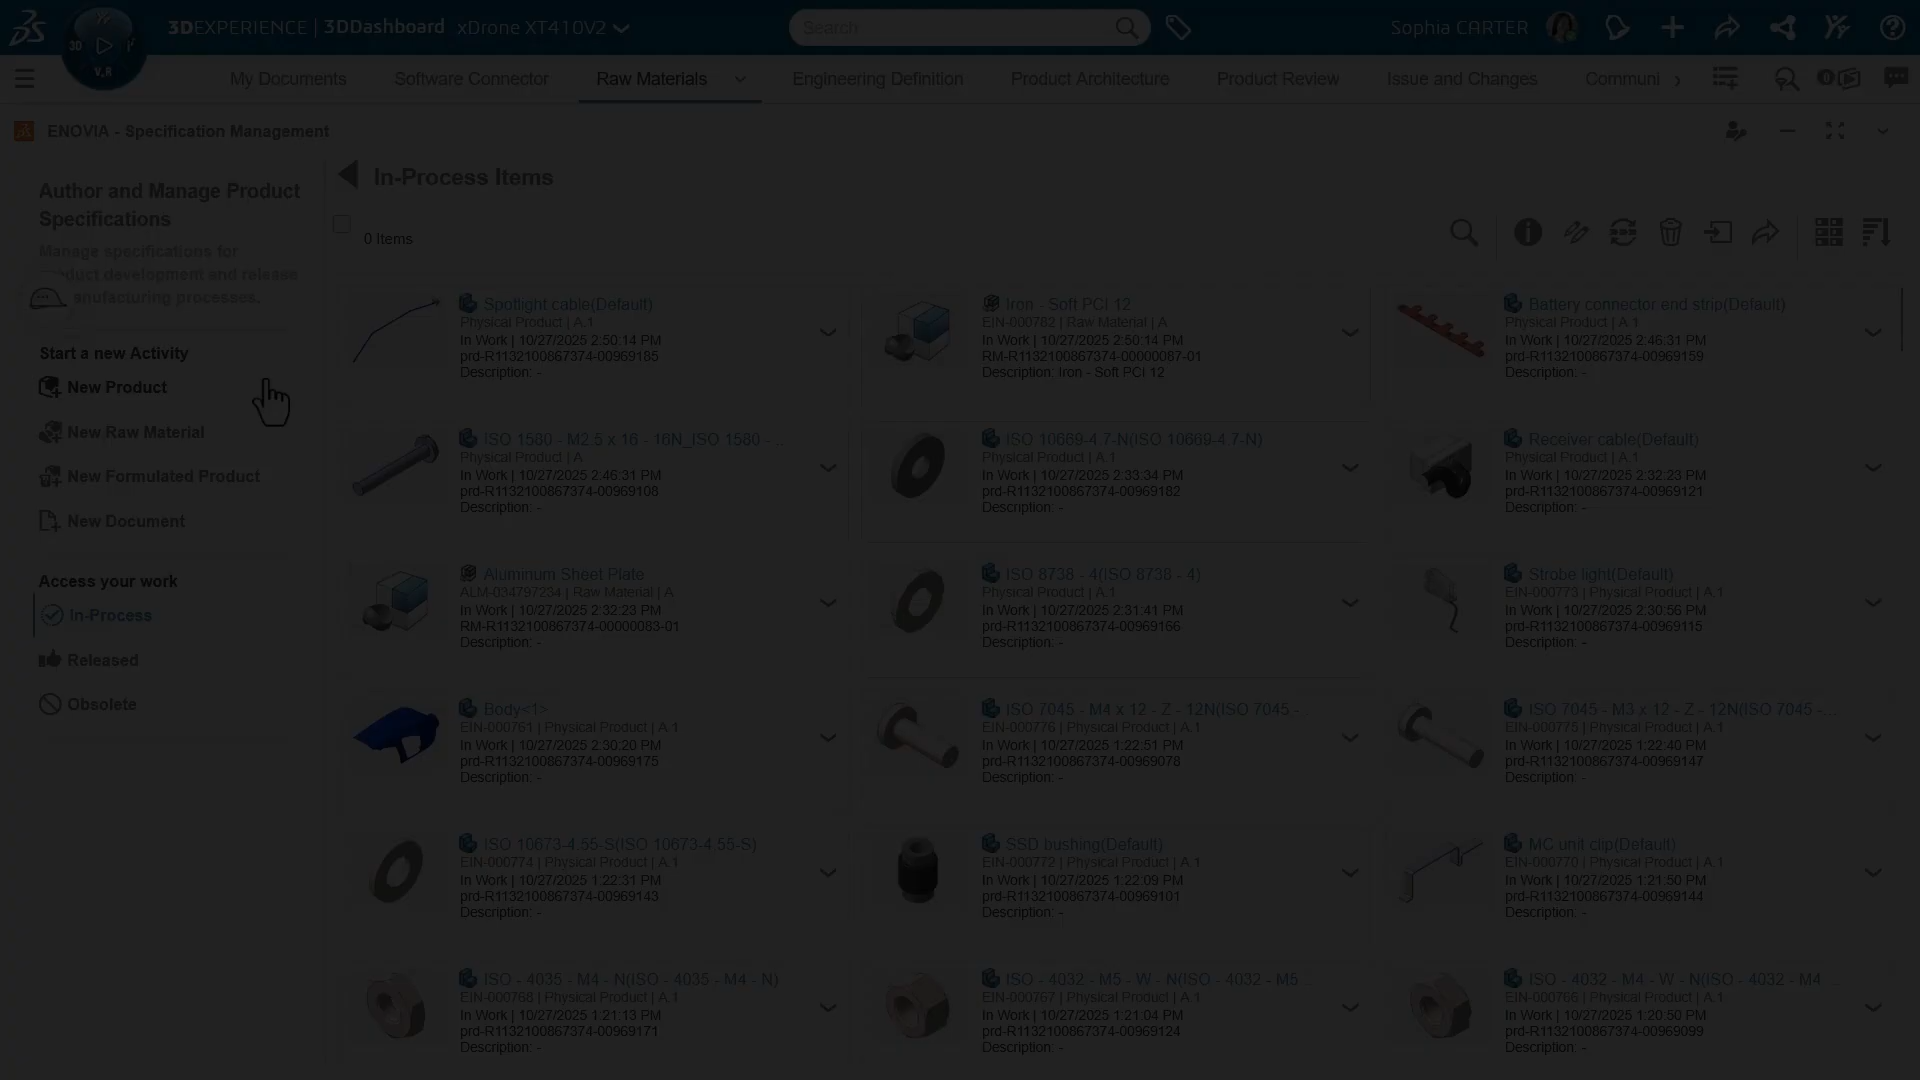 3DEXPERIENCE | 3DDashboard xDrone XT410V2
Search
Sophia CARTER
3D
V.R
My Documents
Software Connector
Raw Materials
Engineering Definition
Product Architecture
Product Review
Issue and Changes
Communi
0
ENOVIA - Specification Management
Author and Manage Product
Specifications
Manage specifications for
development and release
anufacturing processes.
Start a new Activity
New Product
New Raw Material
New Formulated Product
New Document
Access your work
In-Process
Released
Obsolete
In-Process Items
0 Items
Spotlight cable(Default)
Physical Product | A.1
In Work | 10/27/2025 2:50:14 PM
prd-R1132100867374-00969185
Description: -
Iron - Soft PCI 12
EIN-000782 | Raw Material | A
In Work | 10/27/2025 2:50:14 PM
RM-R1132100867374-00000087-01
Description: Iron - Soft PCI 12
Battery connector end strip(Default)
Physical Product | A.1
In Work | 10/27/2025 2:46:31 PM
prd-R1132100867374-00969159
Description: -
ISO 1580 - M2.5 x 16 - 16N_ISO 1580 - ...
Physical Product | A
In Work | 10/27/2025 2:46:31 PM
prd-R1132100867374-00969108
Description: -
ISO 10669-4.7-N(ISO 10669-4.7-N)
Physical Product | A.1
In Work | 10/27/2025 2:33:34 PM
prd-R1132100867374-00969182
Description: -
Receiver cable(Default)
Physical Product | A.1
In Work | 10/27/2025 2:32:23 PM
prd-R1132100867374-00969121
Description: -
Aluminum Sheet Plate
ALM-034797234 | Raw Material | A
In Work | 10/27/2025 2:32:23 PM
RM-R1132100867374-00000083-01
Description: -
ISO 8738 - 4(ISO 8738 - 4)
Physical Product | A.1
In Work | 10/27/2025 2:31:41 PM
prd-R1132100867374-00969166
Description: -
Strobe light(Default)
EIN-000773 | Physical Product | A.1
In Work | 10/27/2025 2:30:56 PM
prd-R1132100867374-00969115
Description: -
Body<1>
EIN-000761 | Physical Product | A.1
In Work | 10/27/2025 2:30:20 PM
prd-R1132100867374-00969175
Description: -
ISO 7045 - M4 x 12 - Z - 12N(ISO 7045 -...
EIN-000776 | Physical Product | A.1
In Work | 10/27/2025 1:22:51 PM
prd-R1132100867374-00969078
Description: -
ISO 7045 - M3 x 12 - Z - 12N(ISO 7045 -...
EIN-000775 | Physical Product | A.1
In Work | 10/27/2025 1:22:40 PM
prd-R1132100867374-00969147
Description: -
ISO 10673-4.55-S(ISO 10673-4.55-S)
EIN-000774 | Physical Product | A.1
In Work | 10/27/2025 1:22:31 PM
prd-R1132100867374-00969143
Description: -
SSD bushing(Default)
EIN-000772 | Physical Product | A.1
In Work | 10/27/2025 1:22:09 PM
prd-R1132100867374-00969101
Description: -
MC unit clip(Default)
EIN-000770 | Physical Product | A.1
In Work | 10/27/2025 1:21:50 PM
prd-R1132100867374-00969144
Description: -
ISO - 4035 - M4 - N(ISO - 4035 - M4 - N)
EIN-000768 | Physical Product | A.1
In Work | 10/27/2025 1:21:13 PM
prd-R1132100867374-00969171
Description: -
ISO - 4032 - M5 - W - N(ISO - 4032 - M5...
EIN-000767 | Physical Product | A.1
In Work | 10/27/2025 1:21:04 PM
prd-R1132100867374-00969124
Description: -
ISO - 4032 - M4 - W - N(ISO - 4032 - M4...
EIN-000766 | Physical Product | A.1
In Work | 10/27/2025 1:20:50 PM
prd-R1132100867374-00969099
Description: -